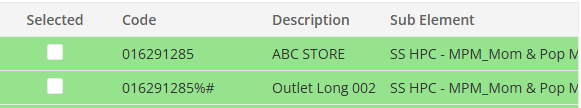 Selected Code Description Sub Element
016291285 ABC STORE SS HPC - MPM_Mom & Pop M
016291285%# Outlet Long 002 SS HPC - MPM_Mom & Pop M